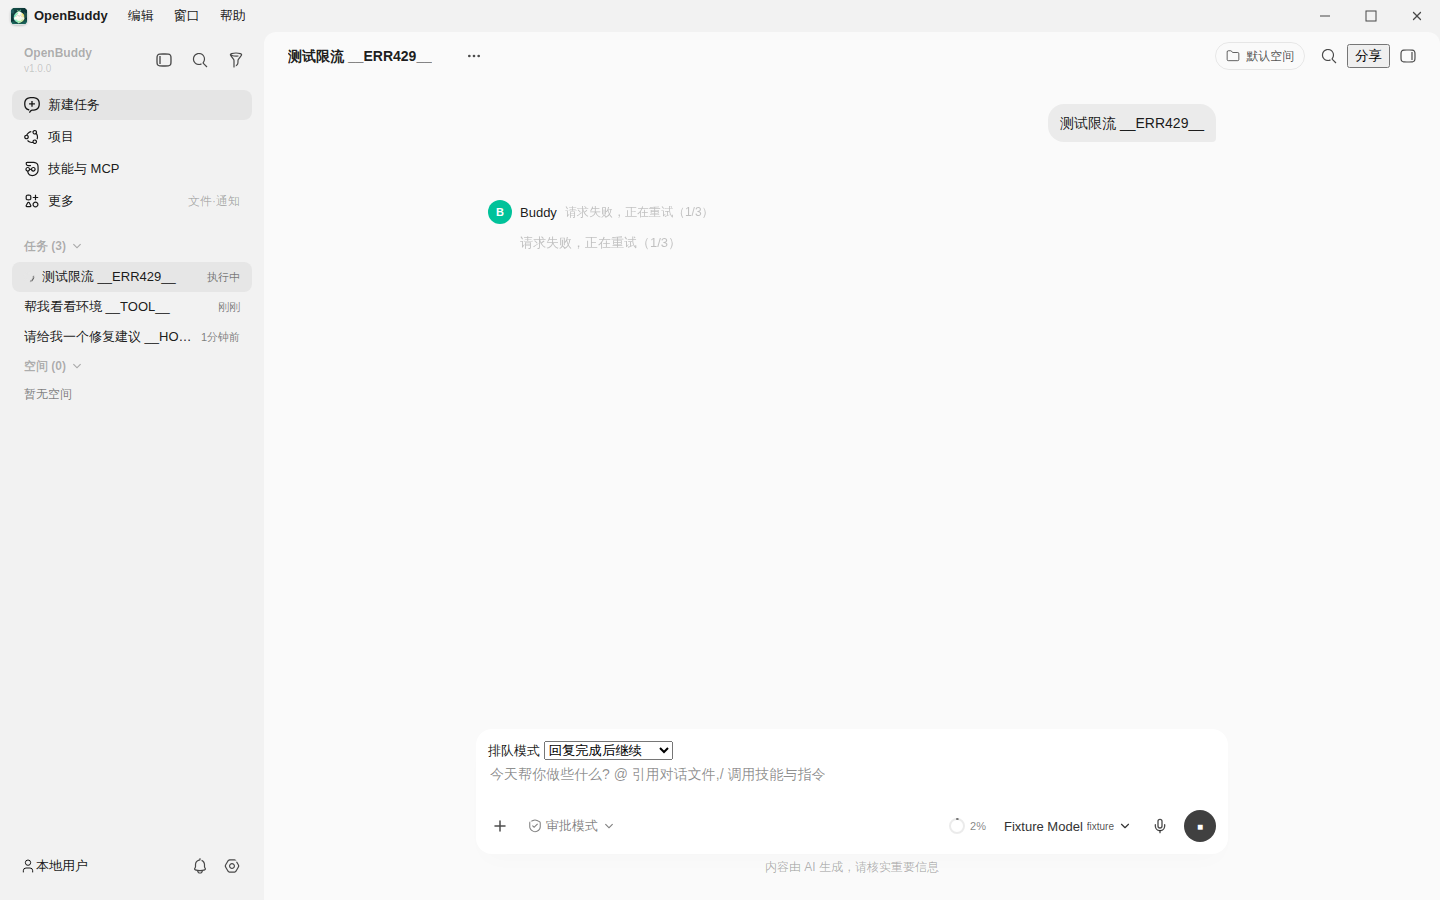 OpenBuddy 编辑 窗口 帮助
OpenBuddy
v1.0.0
新建任务
项目
技能与 MCP
更多 文件·通知
任务 (3)
测试限流 __ERR429__ 执行中
帮我看看环境 __TOOL__ 刚刚
请给我一个修复建议 __HO… 1分钟前
空间 (0)
暂无空间
本地用户
测试限流 __ERR429__
默认空间
分享
测试限流 __ERR429__
B Buddy 请求失败，正在重试（1/3）
请求失败，正在重试（1/3）
排队模式 回复完成后继续
今天帮你做些什么? @ 引用对话文件,/ 调用技能与指令
审批模式 2% Fixture Model fixture
内容由 AI 生成，请核实重要信息